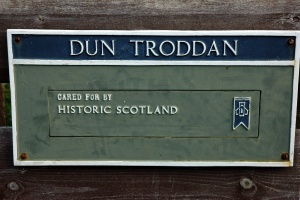 DUN TRODDAN
CARED FOR BY
HISTORIC SCOTLAND